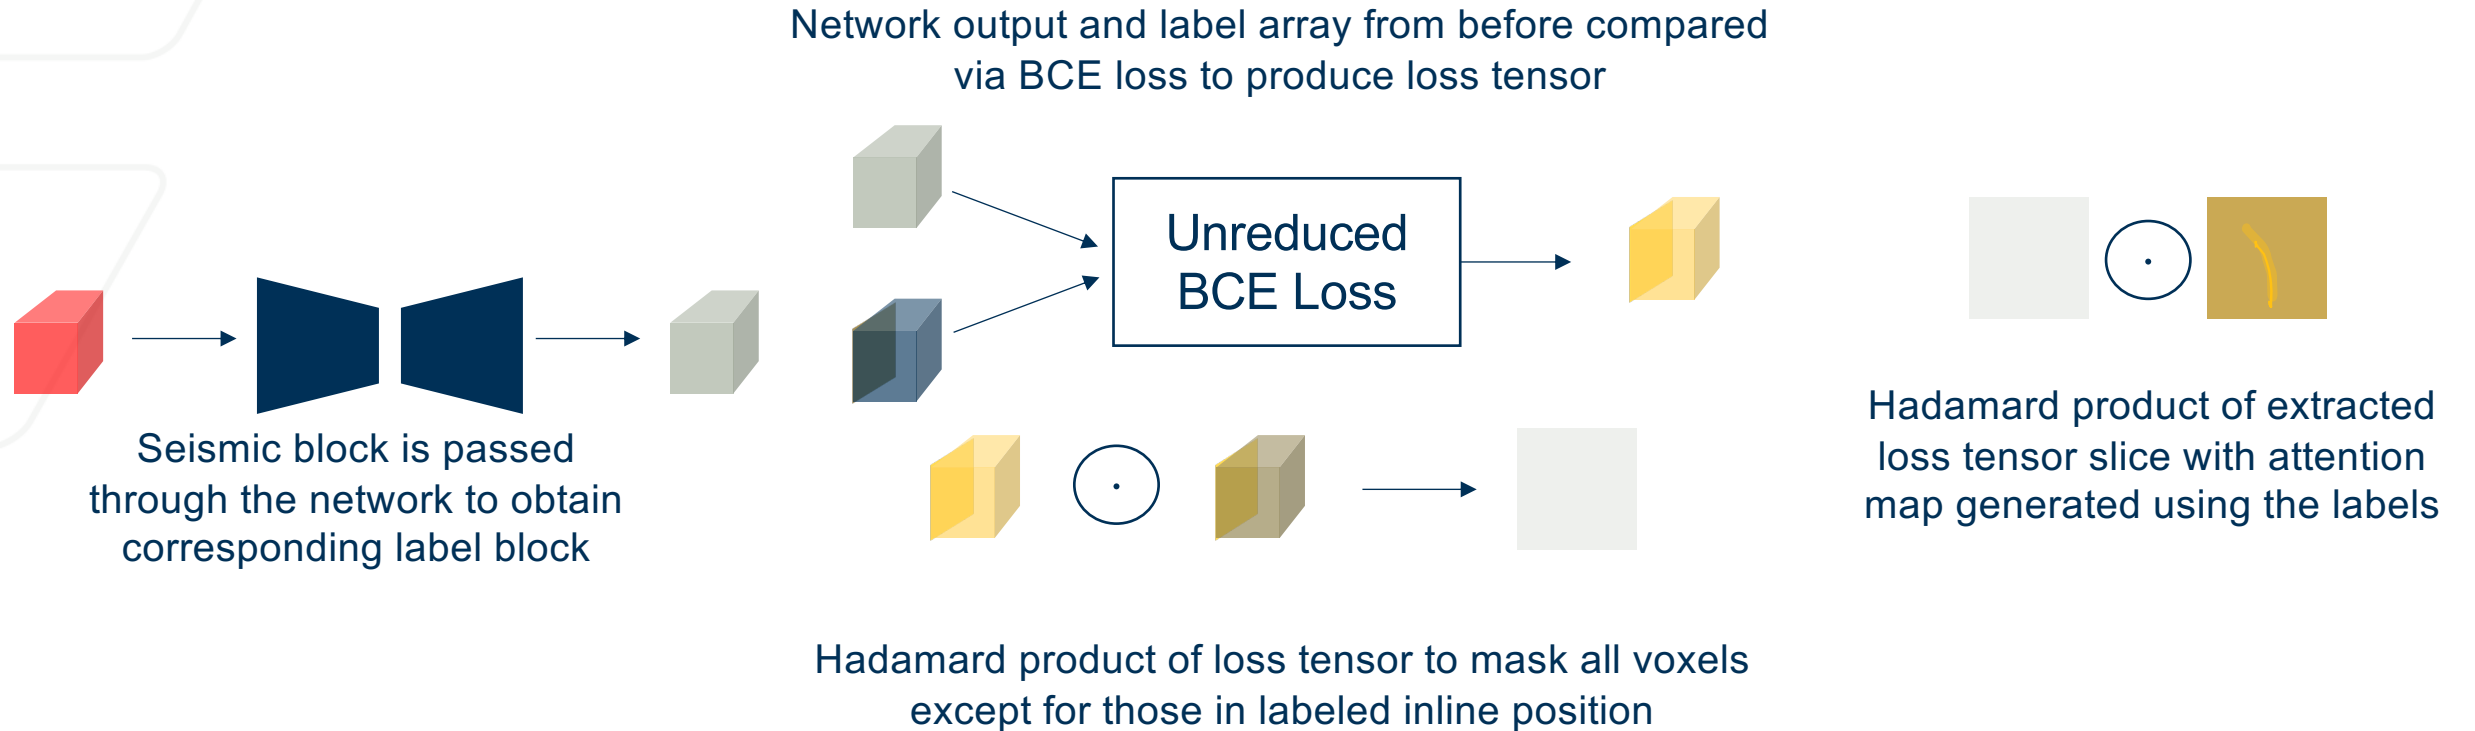 Network output and label array from before compared
via BCE loss to produce loss tensor
Unreduced
BCE Loss
Seismic block is passed
through the network to obtain
corresponding label block
Hadamard product of extracted
loss tensor slice with attention
map generated using the labels
Hadamard product of loss tensor to mask all voxels
except for those in labeled inline position